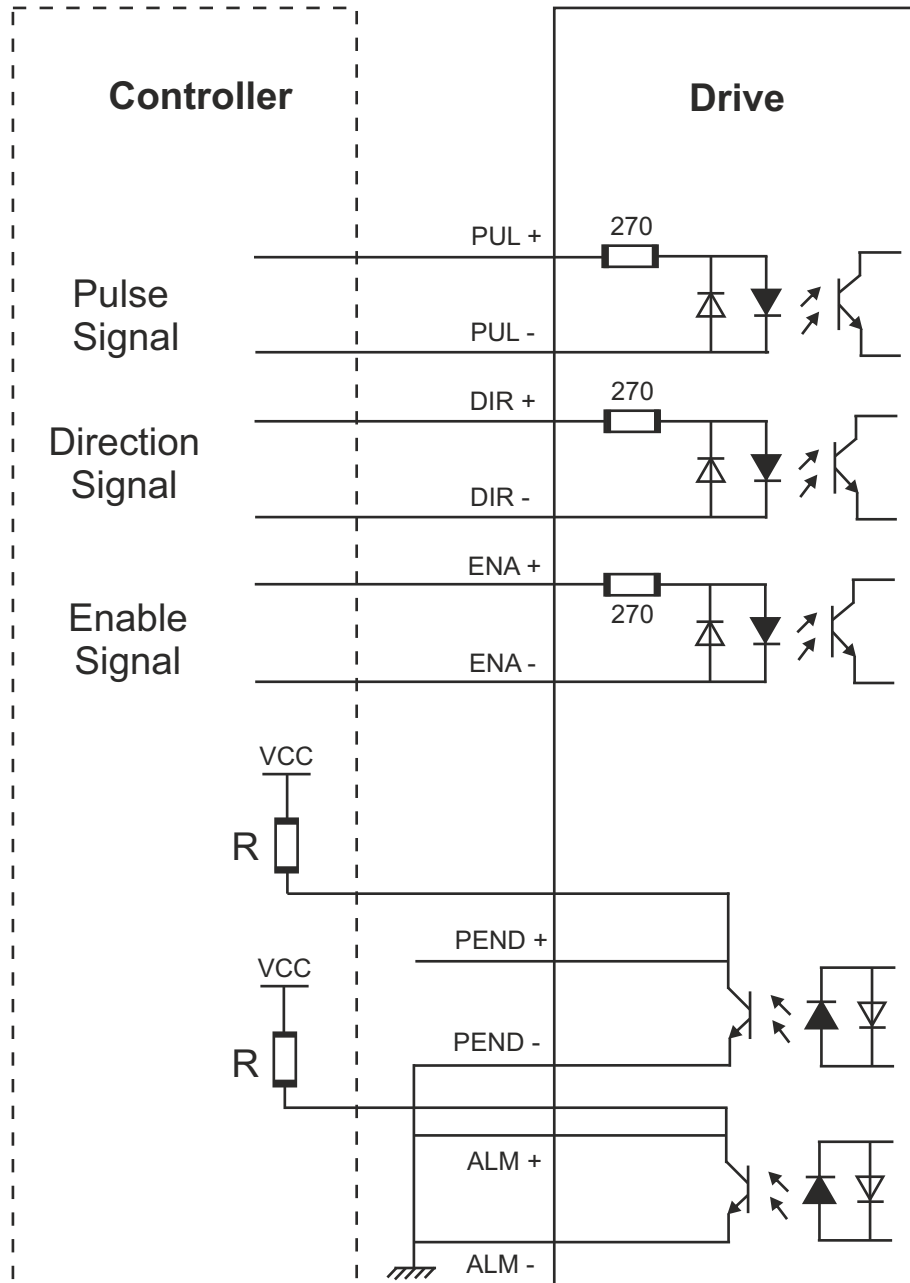 Controller
Drive
PUL +
270
Pulse
Signal
PUL -
DIR +
270
Direction
Signal
DIR -
ENA +
270
Enable
Signal
ENA -
VCC
R
PEND +
VCC
PEND -
R
ALM +
ALM -